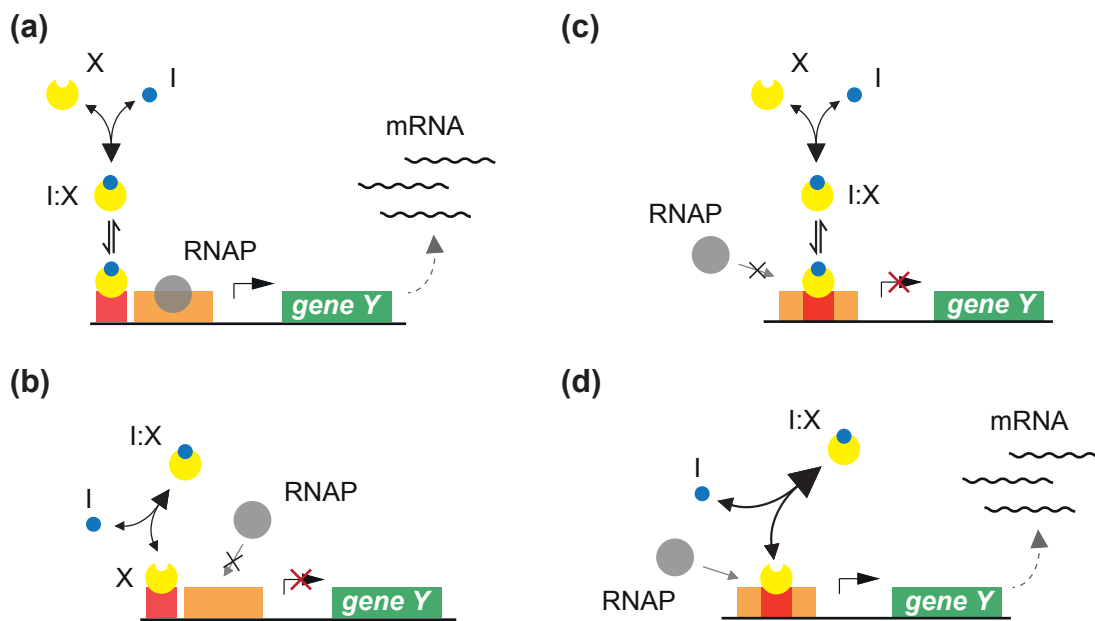 (a)
X
I
mRNA
I:X
RNAP
gene Y
(b)
I:X
I
RNAP
X
gene Y
(c)
X
I
I:X
RNAP
gene Y
(d)
I:X
mRNA
I
RNAP
gene Y